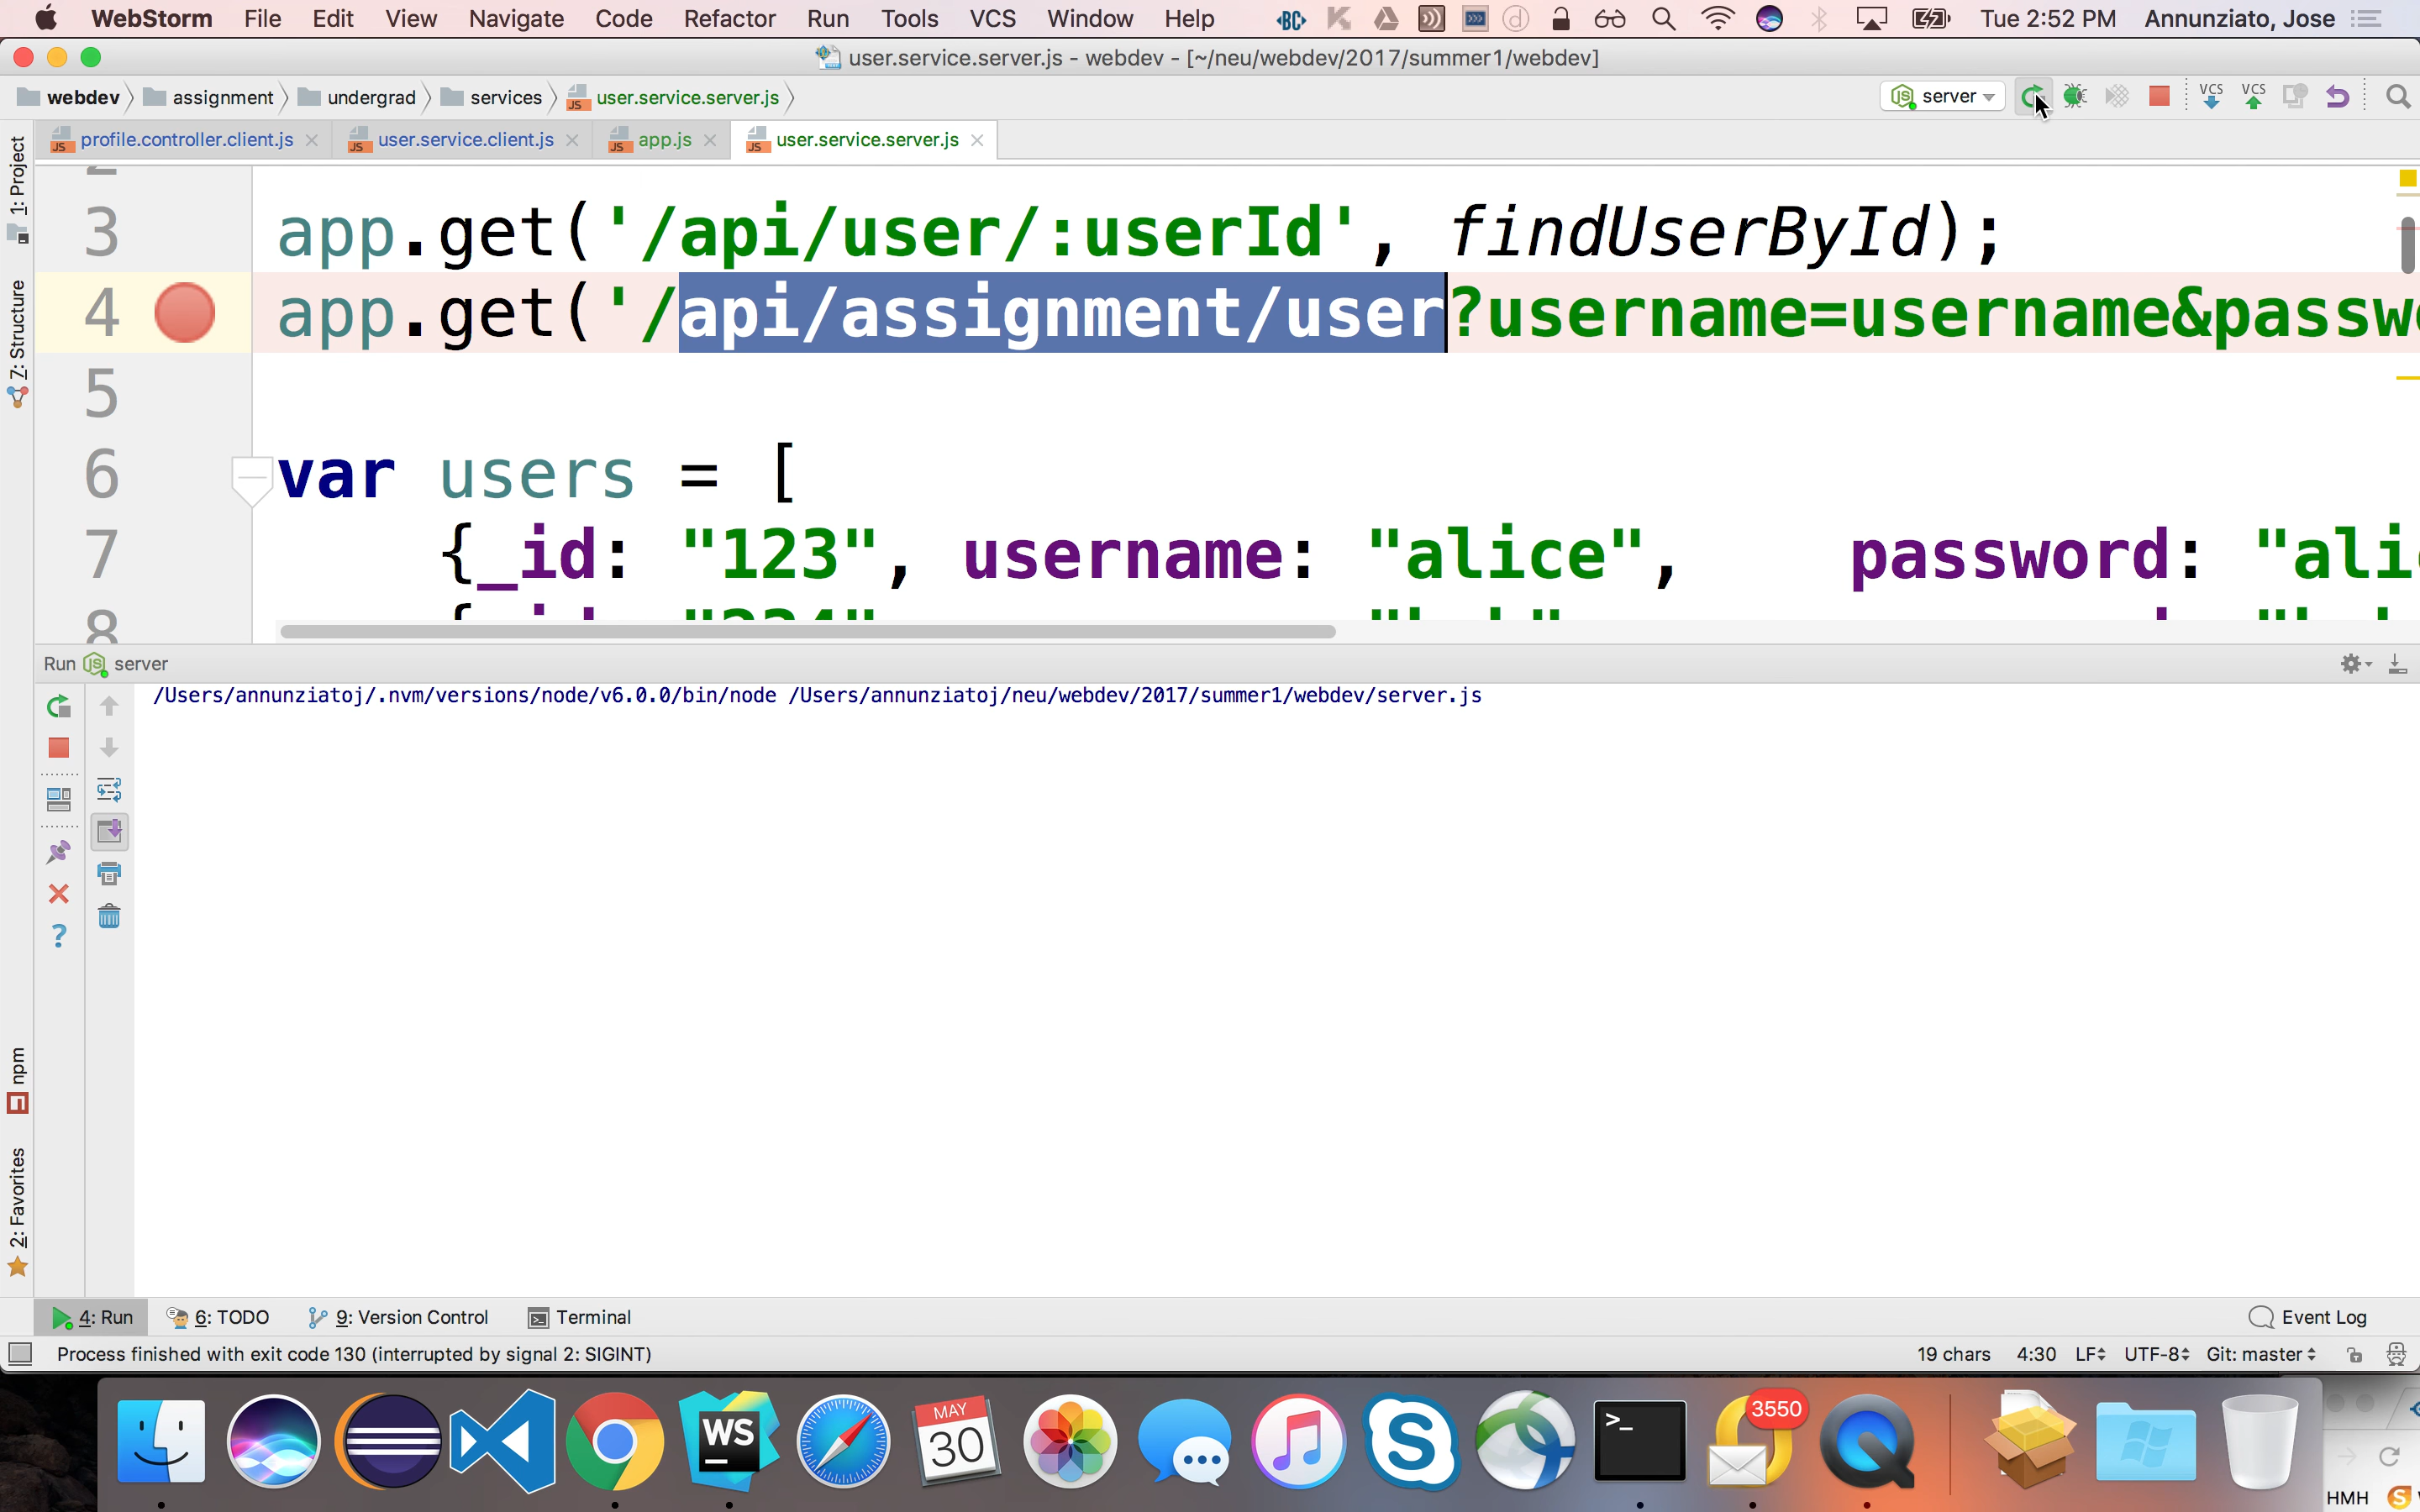 WebStorm File Edit View Navigate Code Refactor Run Tools VCS Window Help Tue 2:52 PM Annunziato, Jose
user.service.server.js - webdev - [~/neu/webdev/2017/summer1/webdev]
webdev assignment undergrad services user.service.server.js server
profile.controller.client.js user.service.client.js app.js user.service.server.js
1: Project
7: Structure
npm
2: Favorites
3 app.get('/api/user/:userId', findUserById);
4 app.get('/api/assignment/user?username=username&passw
5
6 var users = [
7 {_id: "123", username: "alice", password: "ali
8
Run server
/Users/annunziatoj/.nvm/versions/node/v6.0.0/bin/node /Users/annunziatoj/neu/webdev/2017/summer1/webdev/server.js
4: Run 6: TODO 9: Version Control Terminal Event Log
Process finished with exit code 130 (interrupted by signal 2: SIGINT) 19 chars 4:30 LF UTF-8 Git: master
WS
MAY
30
3550
HMH